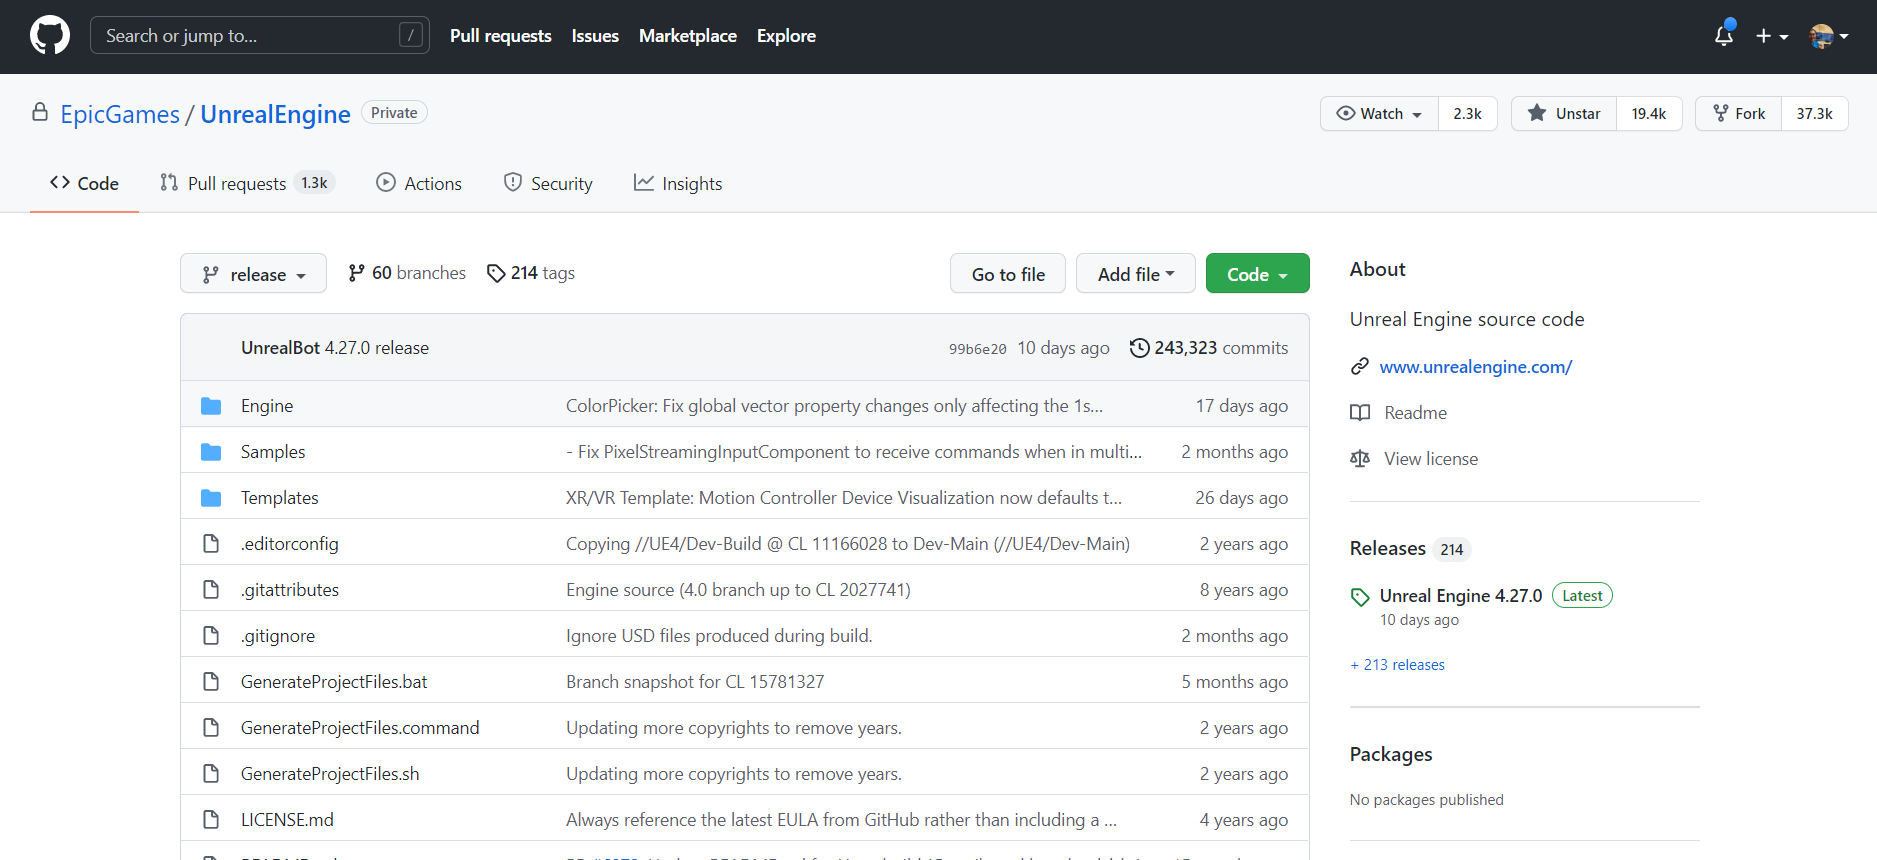 Search or jump to... /
Pull requests Issues Marketplace Explore
EpicGames / UnrealEngine Private
Watch 2.3k Unstar 19.4k Fork 37.3k
Code Pull requests 1.3k Actions Security Insights
release 60 branches 214 tags Go to file Add file Code
UnrealBot 4.27.0 release 99b6e20 10 days ago 243,323 commits
Engine ColorPicker: Fix global vector property changes only affecting the 1s... 17 days ago
Samples - Fix PixelStreamingInputComponent to receive commands when in multi... 2 months ago
Templates XR/VR Template: Motion Controller Device Visualization now defaults t... 26 days ago
.editorconfig Copying //UE4/Dev-Build @ CL 11166028 to Dev-Main (//UE4/Dev-Main) 2 years ago
.gitattributes Engine source (4.0 branch up to CL 2027741) 8 years ago
.gitignore Ignore USD files produced during build. 2 months ago
GenerateProjectFiles.bat Branch snapshot for CL 15781327 5 months ago
GenerateProjectFiles.command Updating more copyrights to remove years. 2 years ago
GenerateProjectFiles.sh Updating more copyrights to remove years. 2 years ago
LICENSE.md Always reference the latest EULA from GitHub rather than including a ... 4 years ago
About
Unreal Engine source code
www.unrealengine.com/
Readme
View license
Releases 214
Unreal Engine 4.27.0 Latest
10 days ago
+ 213 releases
Packages
No packages published